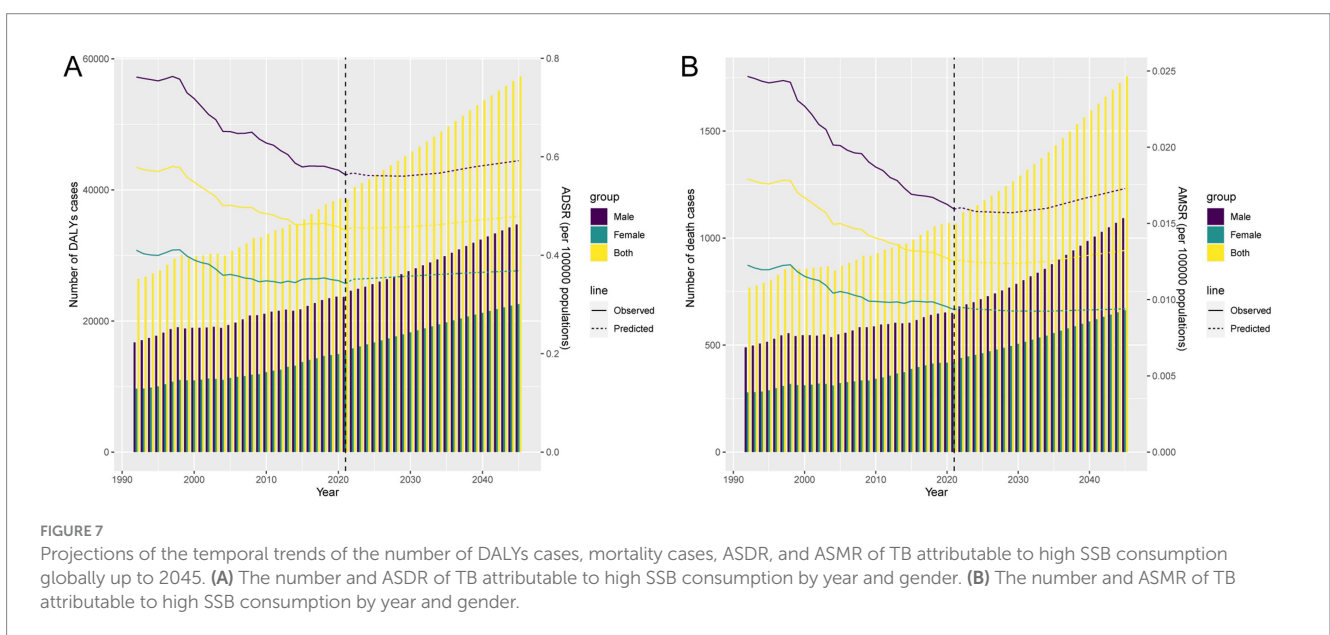 A
60000
40000
20000
0
Number of DALYs cases
0.8
0.6
0.4
0.2
0.0
ADSR (per 100000 populations)
1990
2000
2010
2020
2030
2040
Year
group
Male
Female
Both
line
Observed
Predicted
B
1500
1000
500
0
Number of death cases
0.025
0.020
0.015
0.010
0.005
0.000
AMSR (per 100000 populations)
1990
2000
2010
2020
2030
2040
Year
group
Male
Female
Both
line
Observed
Predicted
FIGURE 7
Projections of the temporal trends of the number of DALYs cases, mortality cases, ASDR, and ASMR of TB attributable to high SSB consumption
globally up to 2045. (A) The number and ASDR of TB attributable to high SSB consumption by year and gender. (B) The number and ASMR of TB
attributable to high SSB consumption by year and gender.